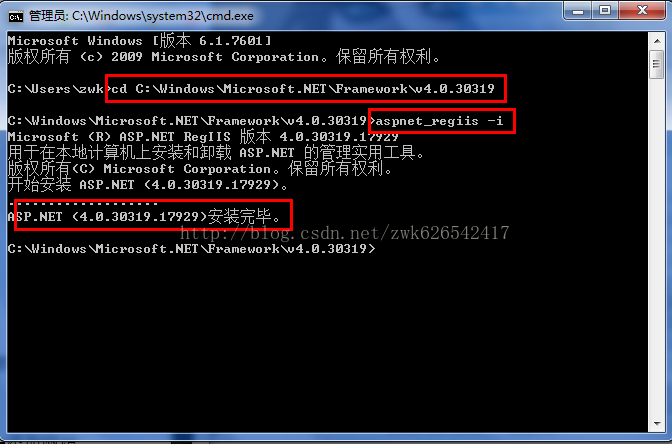 管理员: C:\Windows\system32\cmd.exe
Microsoft Windows [版本 6.1.7601]
版权所有 (c) 2009 Microsoft Corporation。保留所有权利。
C:\Users\zwk>cd C:\Windows\Microsoft.NET\Framework\v4.0.30319
C:\Windows\Microsoft.NET\Framework\v4.0.30319>aspnet_regiis -i
Microsoft (R) ASP.NET RegIIS 版本 4.0.30319.17929
用于在本地计算机上安装和卸载 ASP.NET 的管理实用工具。
版权所有(C) Microsoft Corporation。保留所有权利。
开始安装 ASP.NET (4.0.30319.17929)。
...................
ASP.NET (4.0.30319.17929)安装完毕。
http://blog.csdn.net/zwk626542417
C:\Windows\Microsoft.NET\Framework\v4.0.30319>